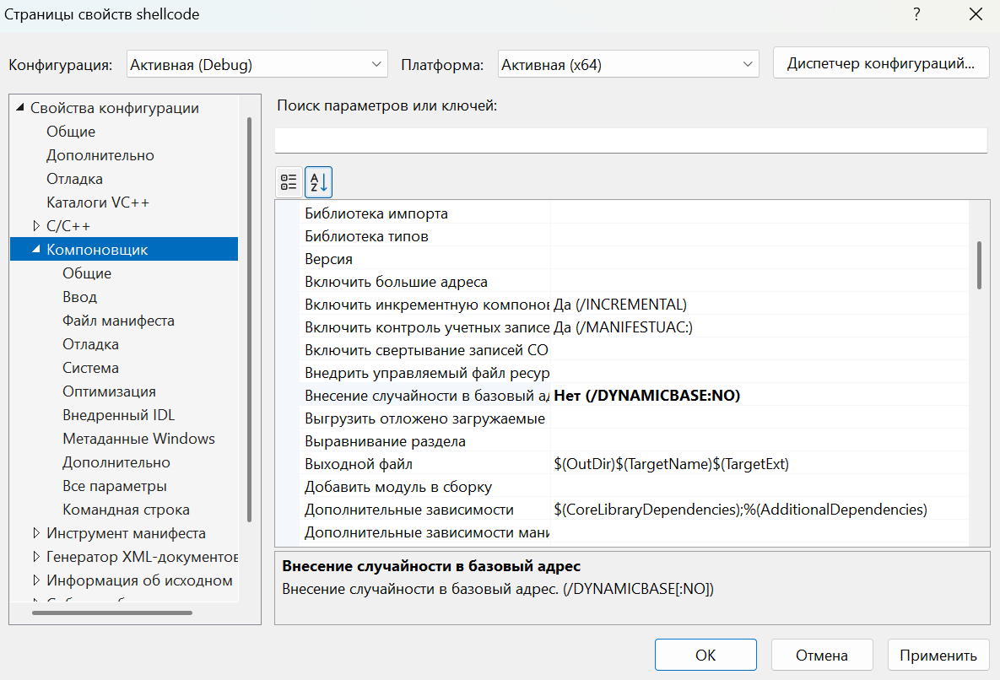 Страницы свойств shellcode
?
Конфигурация: Активная (Debug) Платформа: Активная (x64) Диспетчер конфигураций...
Свойства конфигурации
Общие
Дополнительно
Отладка
Каталоги VC++
C/C++
Компоновщик
Общие
Ввод
Файл манифеста
Отладка
Система
Оптимизация
Внедренный IDL
Метаданные Windows
Дополнительно
Все параметры
Командная строка
Инструмент манифеста
Генератор XML-документов
Информация об исходном
Поиск параметров или ключей:
Библиотека импорта
Библиотека типов
Версия
Включить большие адреса
Включить инкрементную компонов Да (/INCREMENTAL)
Включить контроль учетных записе Да (/MANIFESTUAC:)
Включить свертывание записей CO
Внедрить управляемый файл ресур
Внесение случайности в базовый ад Нет (/DYNAMICBASE:NO)
Выгрузить отложено загружаемые
Выравнивание раздела
Выходной файл $(OutDir)$(TargetName)$(TargetExt)
Добавить модуль в сборку
Дополнительные зависимости $(CoreLibraryDependencies);%(AdditionalDependencies)
Дополнительные зависимости мани
Внесение случайности в базовый адрес
Внесение случайности в базовый адрес. (/DYNAMICBASE[:NO])
ОК Отмена Применить